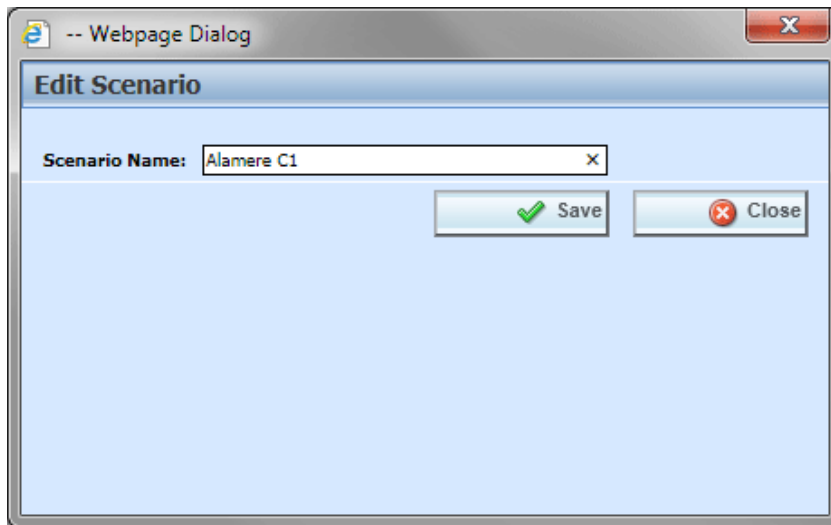 -- Webpage Dialog
Edit Scenario
Scenario Name: Alamere C1
Save Close